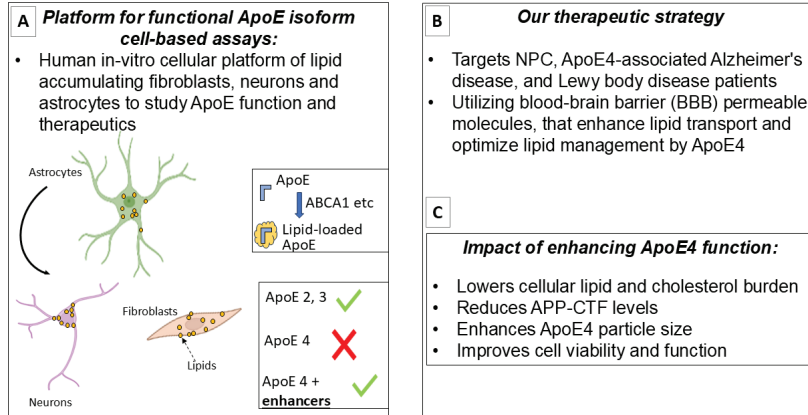 A
Platform for functional ApoE isoform
cell-based assays:
• Human in-vitro cellular platform of lipid
accumulating fibroblasts, neurons and
astrocytes to study ApoE function and
therapeutics
Astrocytes
ApoE
ABCA1 etc
Lipid-loaded
ApoE
Fibroblasts
Lipids
Neurons
ApoE 2, 3
ApoE 4
ApoE 4 +
enhancers
B
Our therapeutic strategy
• Targets NPC, ApoE4-associated Alzheimer's
disease, and Lewy body disease patients
• Utilizing blood-brain barrier (BBB) permeable
molecules, that enhance lipid transport and
optimize lipid management by ApoE4
C
Impact of enhancing ApoE4 function:
• Lowers cellular lipid and cholesterol burden
• Reduces APP-CTF levels
• Enhances ApoE4 particle size
• Improves cell viability and function